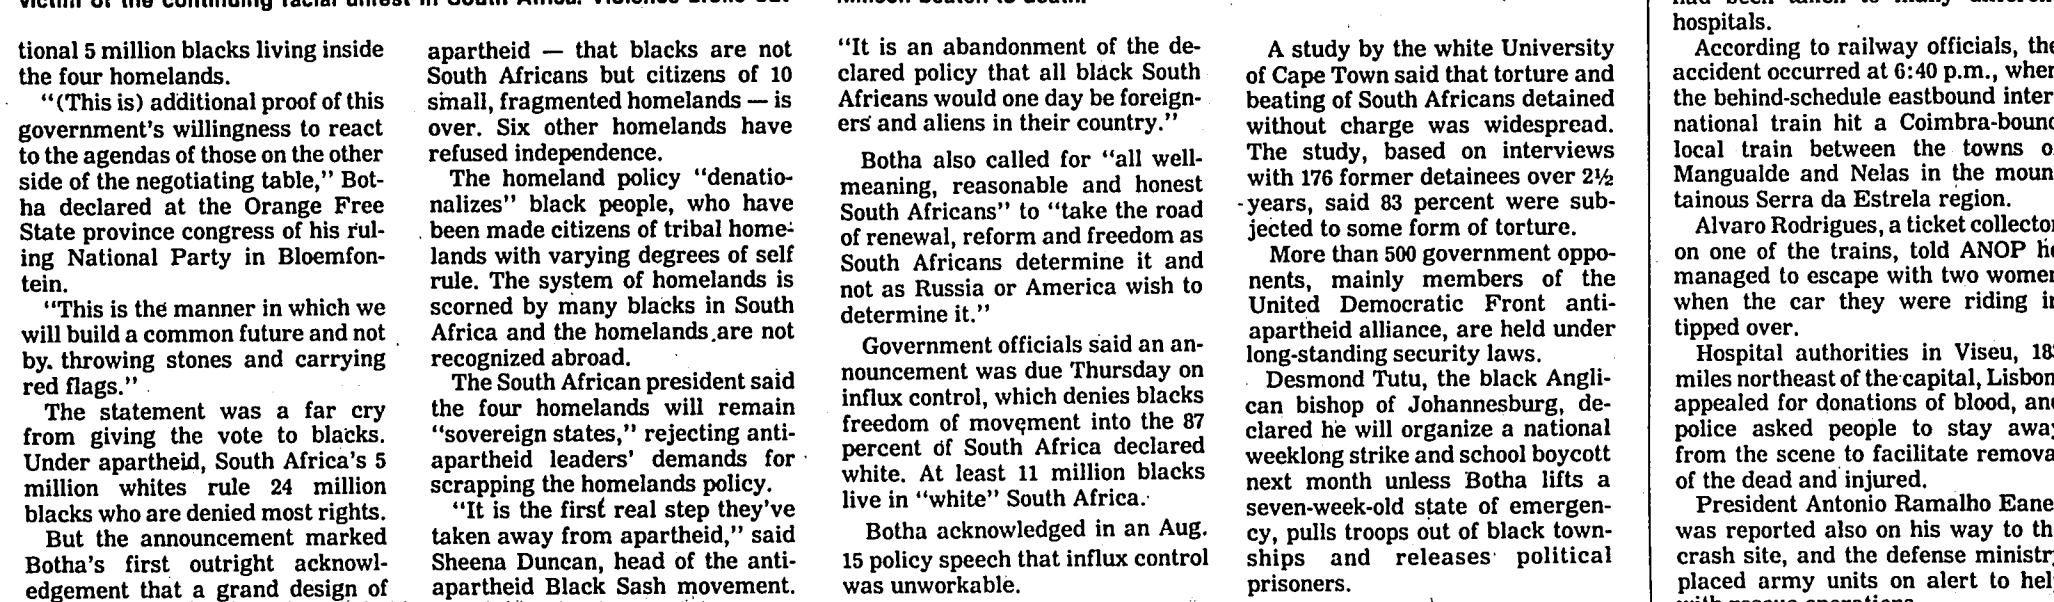 tional 5 million blacks living inside
the four homelands.
"(This is) additional proof of this
government's willingness to react
to the agendas of those on the other
side of the negotiating table," Bot-
ha declared at the Orange Free
State province congress of his rul-
ing National Party in Bloemfon-
tein.
"This is the manner in which we
will build a common future and not
by. throwing stones and carrying
red flags."
The statement was a far cry
from giving the vote to blacks.
Under apartheid, South Africa's 5
million whites rule 24 million
blacks who are denied most rights.
But the announcement marked
Botha's first outright acknowl-
edgement that a grand design of
apartheid — that blacks are not
South Africans but citizens of 10
small, fragmented homelands — is
over. Six other homelands have
refused independence.
The homeland policy "denatio-
nalizes" black people, who have
been made citizens of tribal home-
lands with varying degrees of self
rule. The system of homelands is
scorned by many blacks in South
Africa and the homelands are not
recognized abroad.
The South African president said
the four homelands will remain
"sovereign states," rejecting anti-
apartheid leaders' demands for
scrapping the homelands policy.
"It is the first real step they've
taken away from apartheid," said
Sheena Duncan, head of the anti-
apartheid Black Sash movement.
"It is an abandonment of the de-
clared policy that all black South
Africans would one day be foreign-
ers and aliens in their country."
Botha also called for "all well-
meaning, reasonable and honest
South Africans" to "take the road
of renewal, reform and freedom as
South Africans determine it and
not as Russia or America wish to
determine it."
Government officials said an an-
nouncement was due Thursday on
influx control, which denies blacks
freedom of movement into the 87
percent of South Africa declared
white. At least 11 million blacks
live in "white" South Africa.
Botha acknowledged in an Aug.
15 policy speech that influx control
was unworkable.
A study by the white University
of Cape Town said that torture and
beating of South Africans detained
without charge was widespread.
The study, based on interviews
with 176 former detainees over 2½
years, said 83 percent were sub-
jected to some form of torture.
More than 500 government oppo-
nents, mainly members of the
United Democratic Front anti-
apartheid alliance, are held under
long-standing security laws.
Desmond Tutu, the black Angli-
can bishop of Johannesburg, de-
clared he will organize a national
weeklong strike and school boycott
next month unless Botha lifts a
seven-week-old state of emergen-
cy, pulls troops out of black town-
ships and releases political
prisoners.
hospitals.
According to railway officials, the
accident occurred at 6:40 p.m., when
the behind-schedule eastbound inter-
national train hit a Coimbra-bound
local train between the towns o
Mangualde and Nelas in the moun
tainous Serra da Estrela region.
Alvaro Rodrigues, a ticket collector
on one of the trains, told ANOP he
managed to escape with two women
when the car they were riding in
tipped over.
Hospital authorities in Viseu, 183
miles northeast of the capital, Lisbon
appealed for donations of blood, and
police asked people to stay away
from the scene to facilitate remova
of the dead and injured.
President Antonio Ramalho Eane
was reported also on his way to th
crash site, and the defense ministry
placed army units on alert to hel